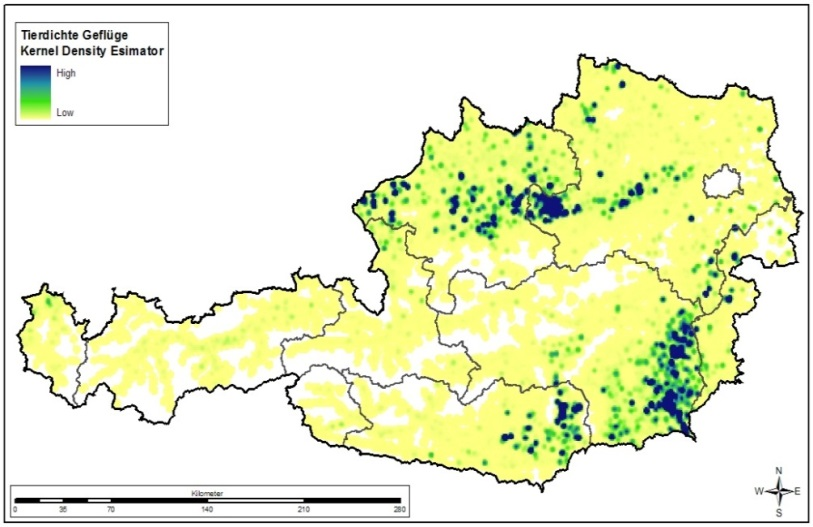 Tierdichte Geflüge
Kernel Density Esimator
High
Low
N
W E
S
Kilometer
0 35 70 140 210 280